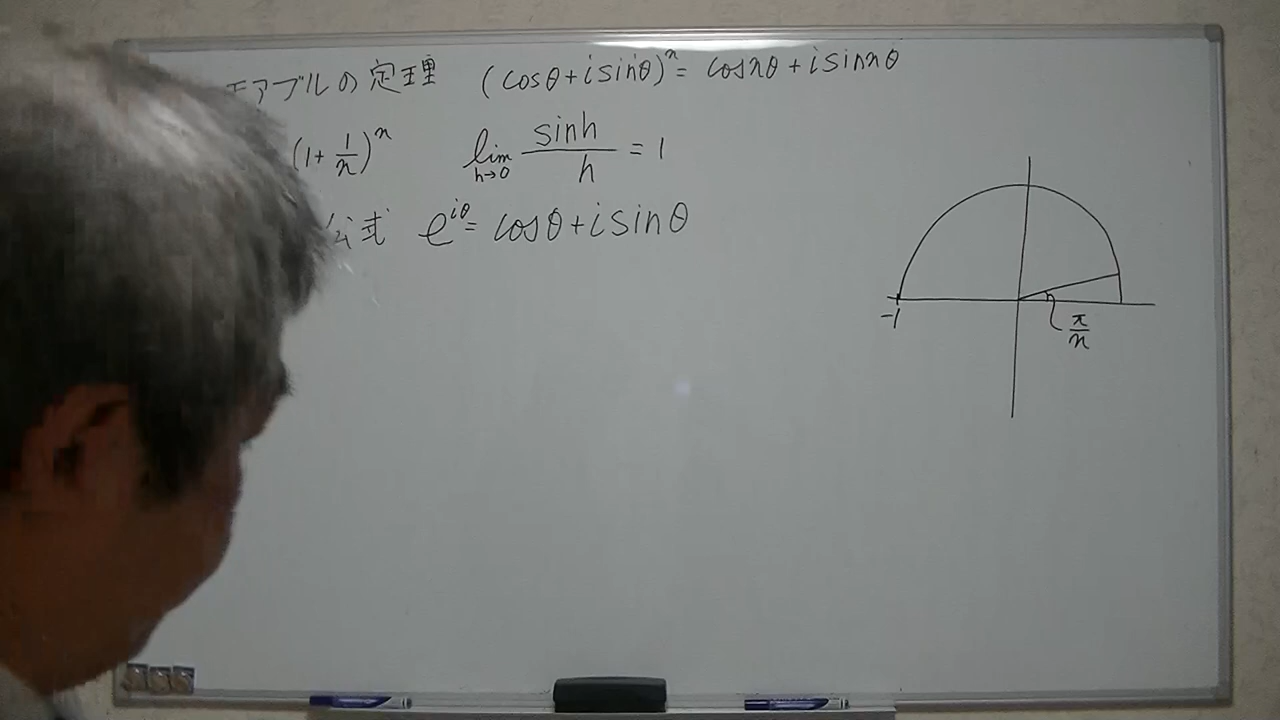 モアブルの定理 (cosθ+isinθ)ⁿ= cosnθ+isinnθ
(1+1/n)ⁿ lim h→0 sinh/h = 1
公式 e^iθ= cosθ+isinθ
-1
π/n